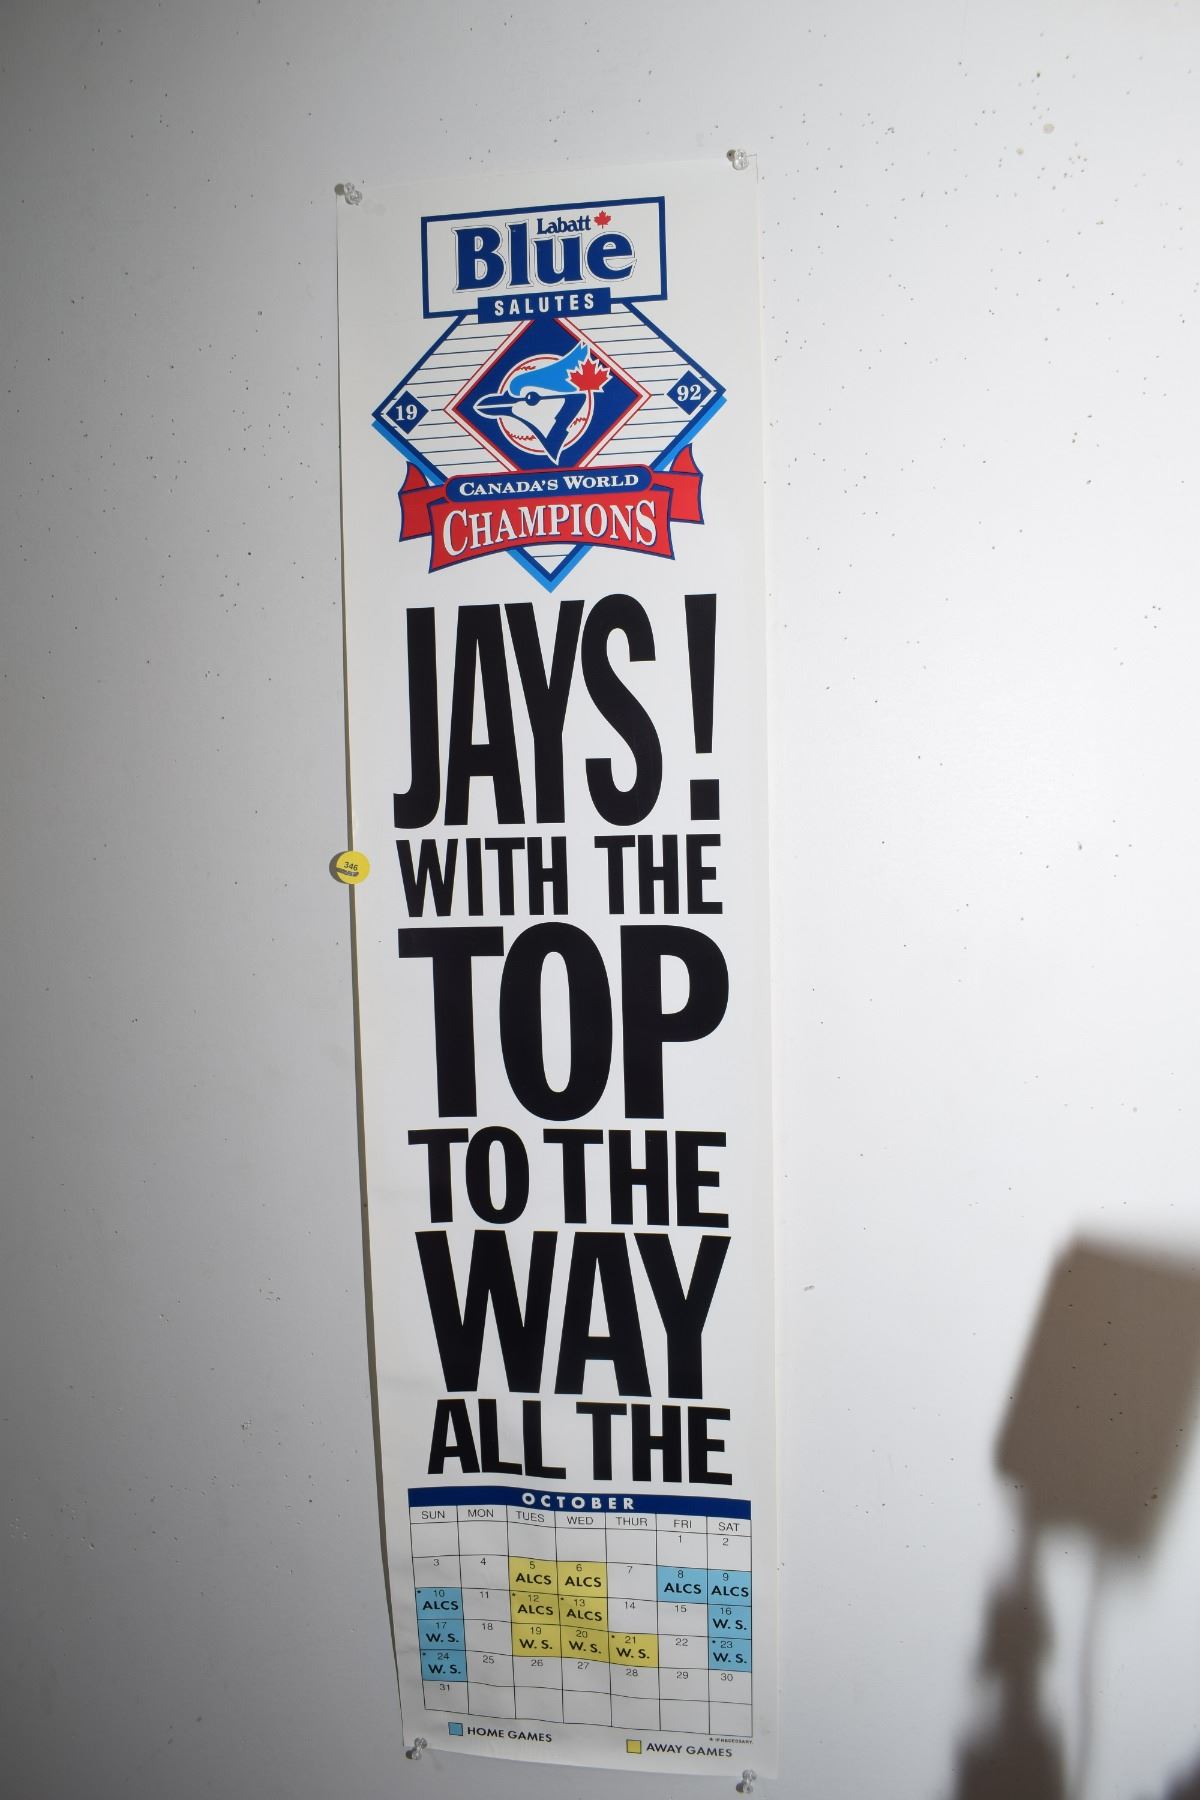 Labatt
Blue
SALUTES
19 92
CANADA'S WORLD
CHAMPIONS
JAYS!
WITH THE
346
TOP
TO THE
WAY
ALL THE
OCTOBER
SUN MON TUES WED THUR FRI SAT
1 2
3 4 5 6 7 8 9
ALCS ALCS ALCS ALCS
* 10 11 * 12 * 13 14 15 16
ALCS ALCS ALCS W. S.
17 18 19 20 * 21 22 * 23
W. S. W. S. W. S. W. S. W. S.
* 24 25 26 27 28 29 30
W. S.
31
* IF NECESSARY.
HOME GAMES
AWAY GAMES